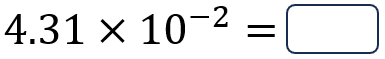 4.31 × 10⁻² =